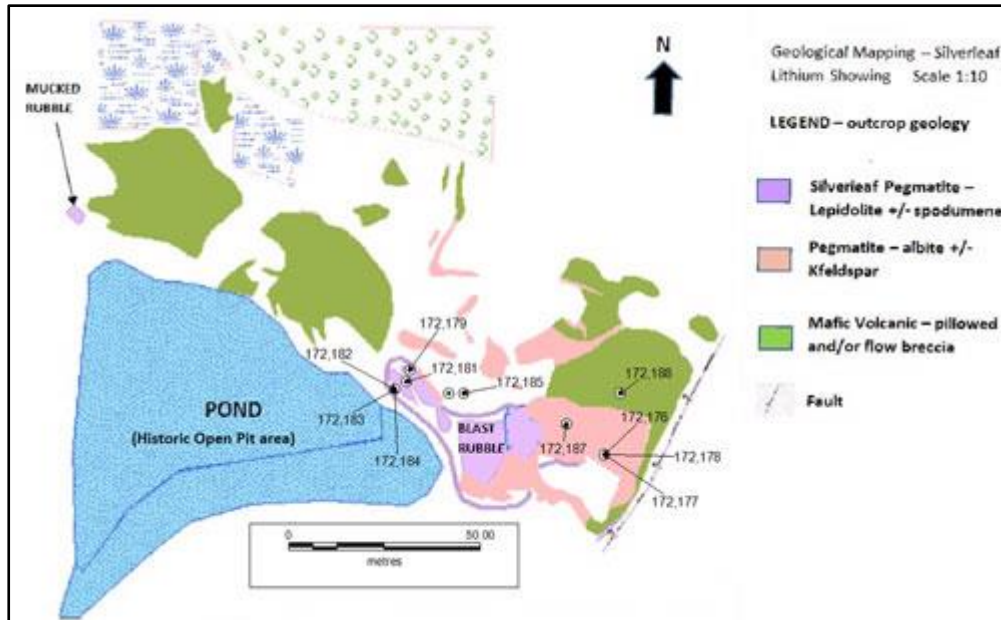 N
Geological Mapping – Silverleaf
Lithium Showing Scale 1:10
LEGEND – outcrop geology
Silverleaf Pegmatite –
Lepidolite +/- spodumene
Pegmatite – albite +/-
Kfeldspar
Mafic Volcanic – pillowed
and/or flow breccia
Fault
MUCKED
RUBBLE
172,179
172,182
172,181
172,185
172,188
172,176
172,183
POND
(Historic Open Pit area)
BLAST
RUBBLE
172,184
172,187
172,178
172,177
0 50 00
metres